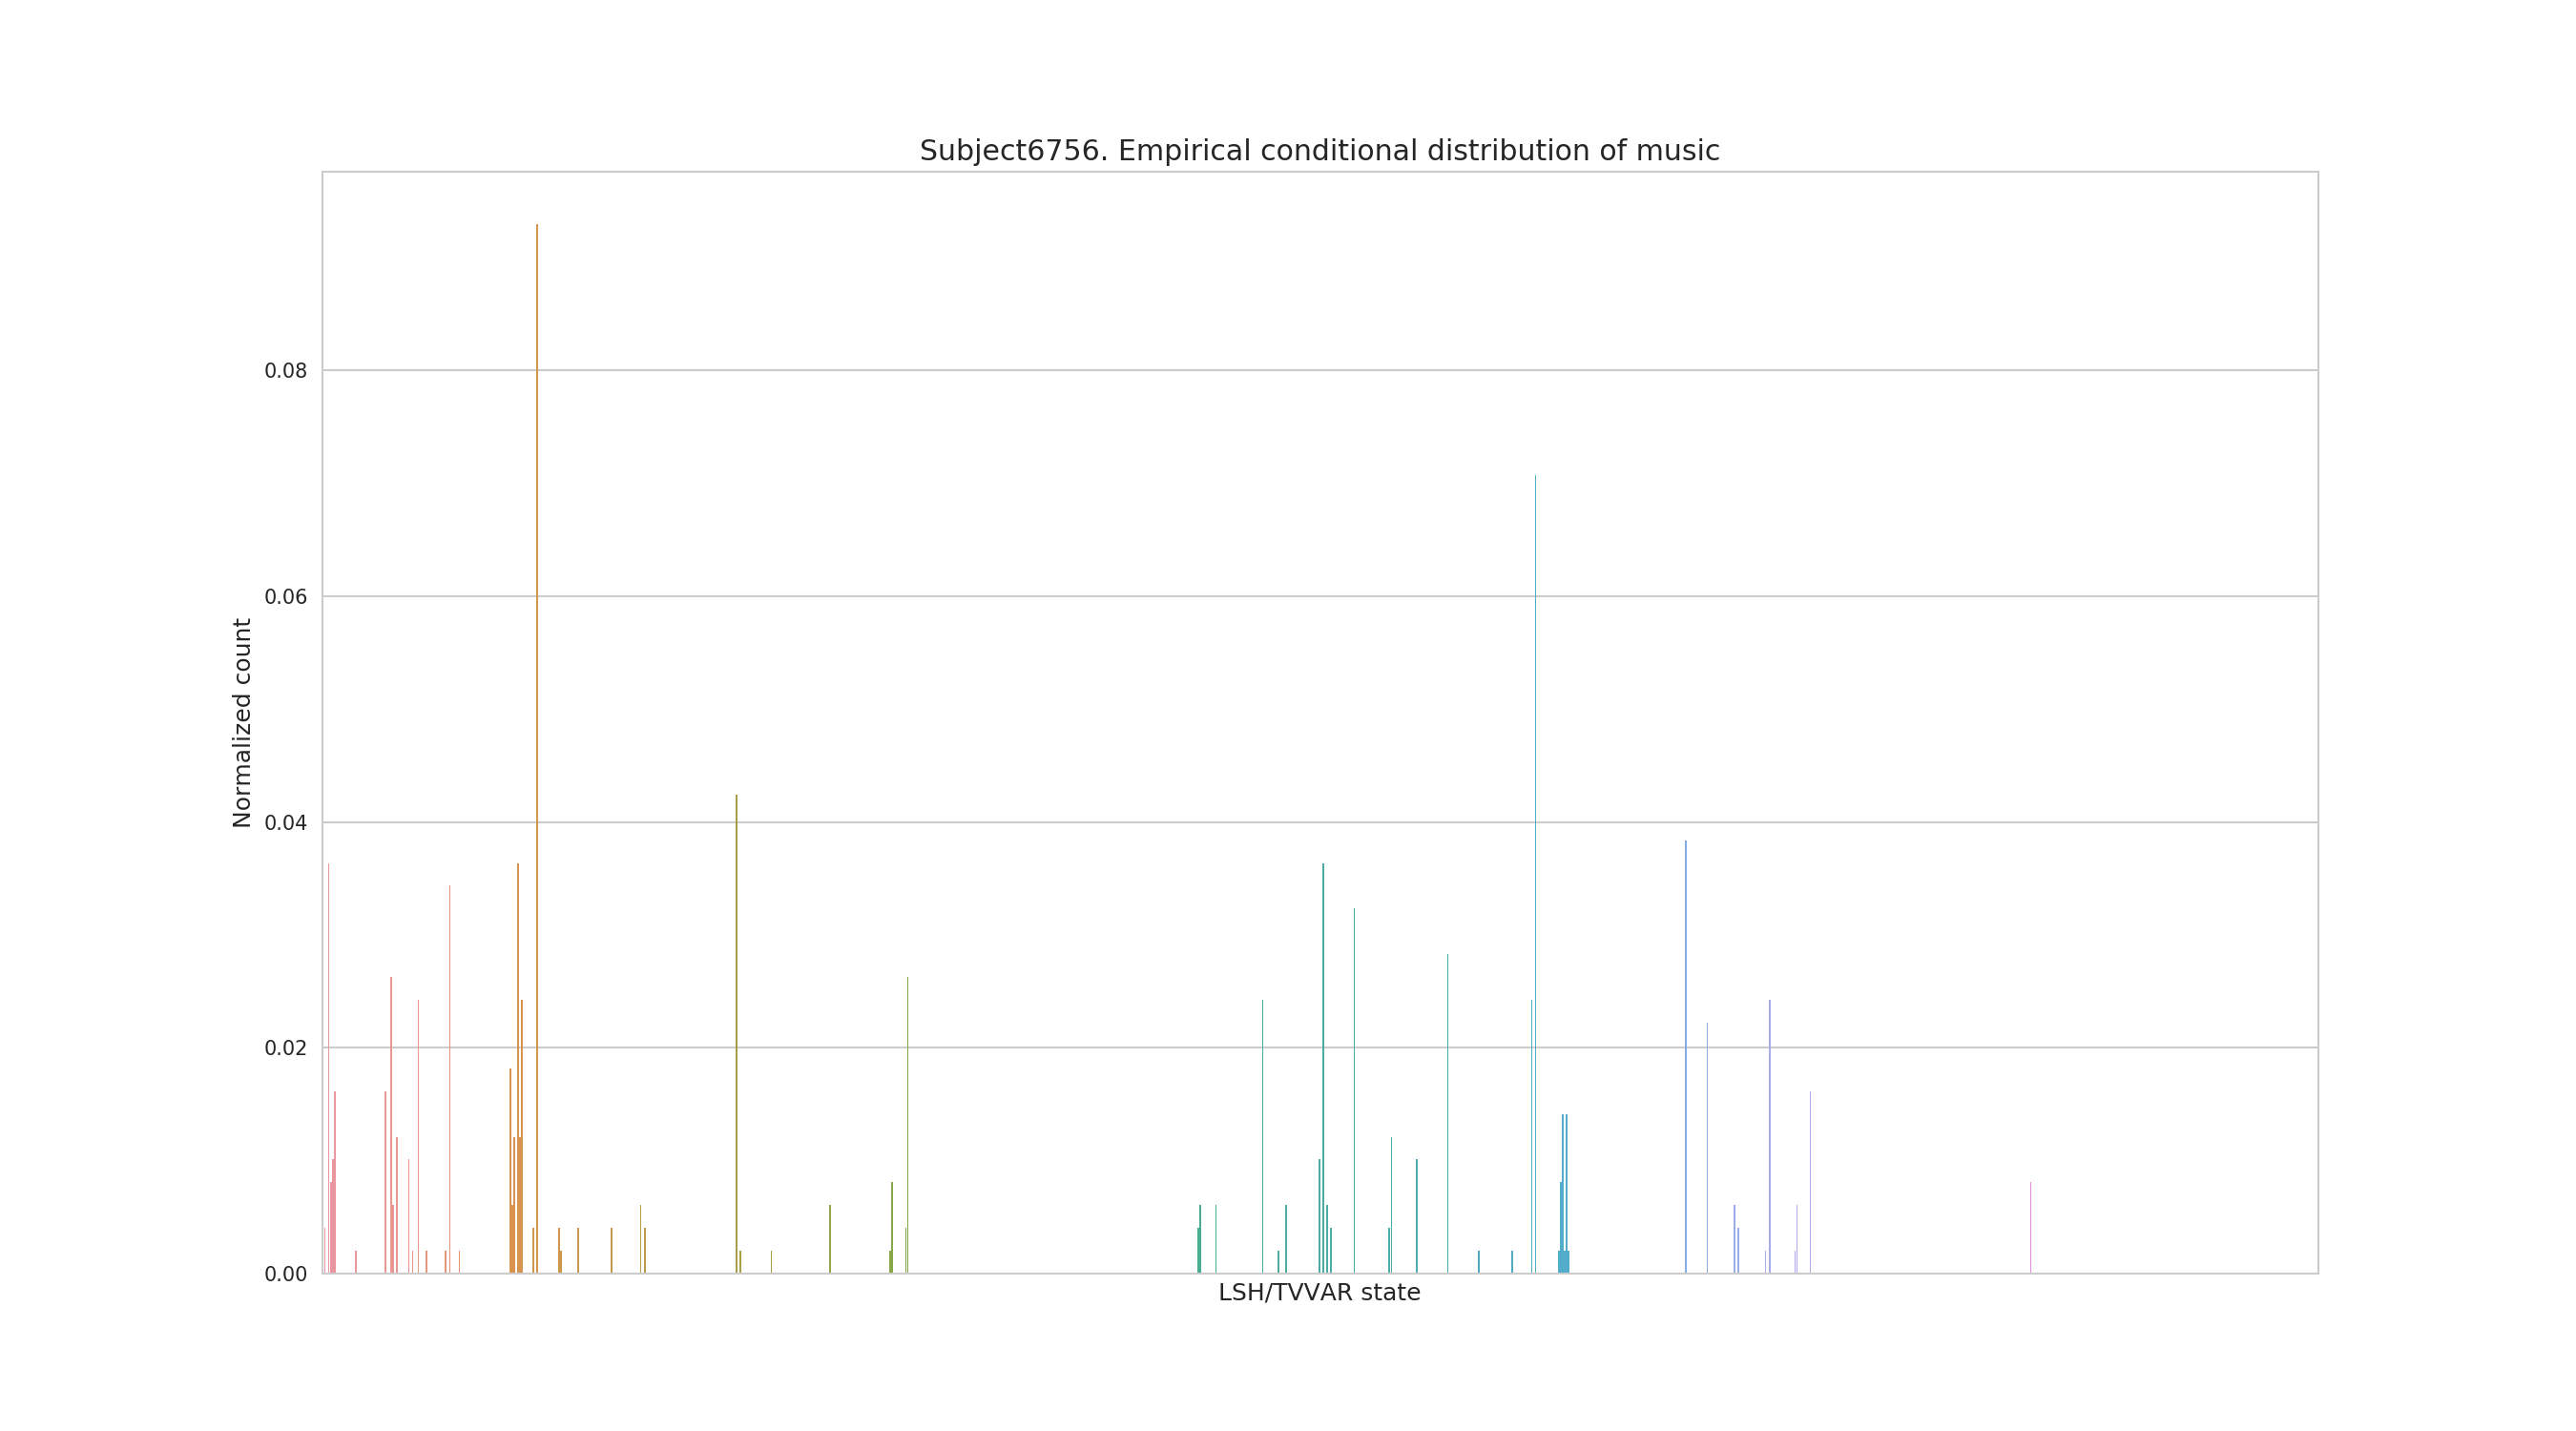 Subject6756. Empirical conditional distribution of music
Normalized count
0.08
0.06
0.04
0.02
0.00
LSH/TVVAR state